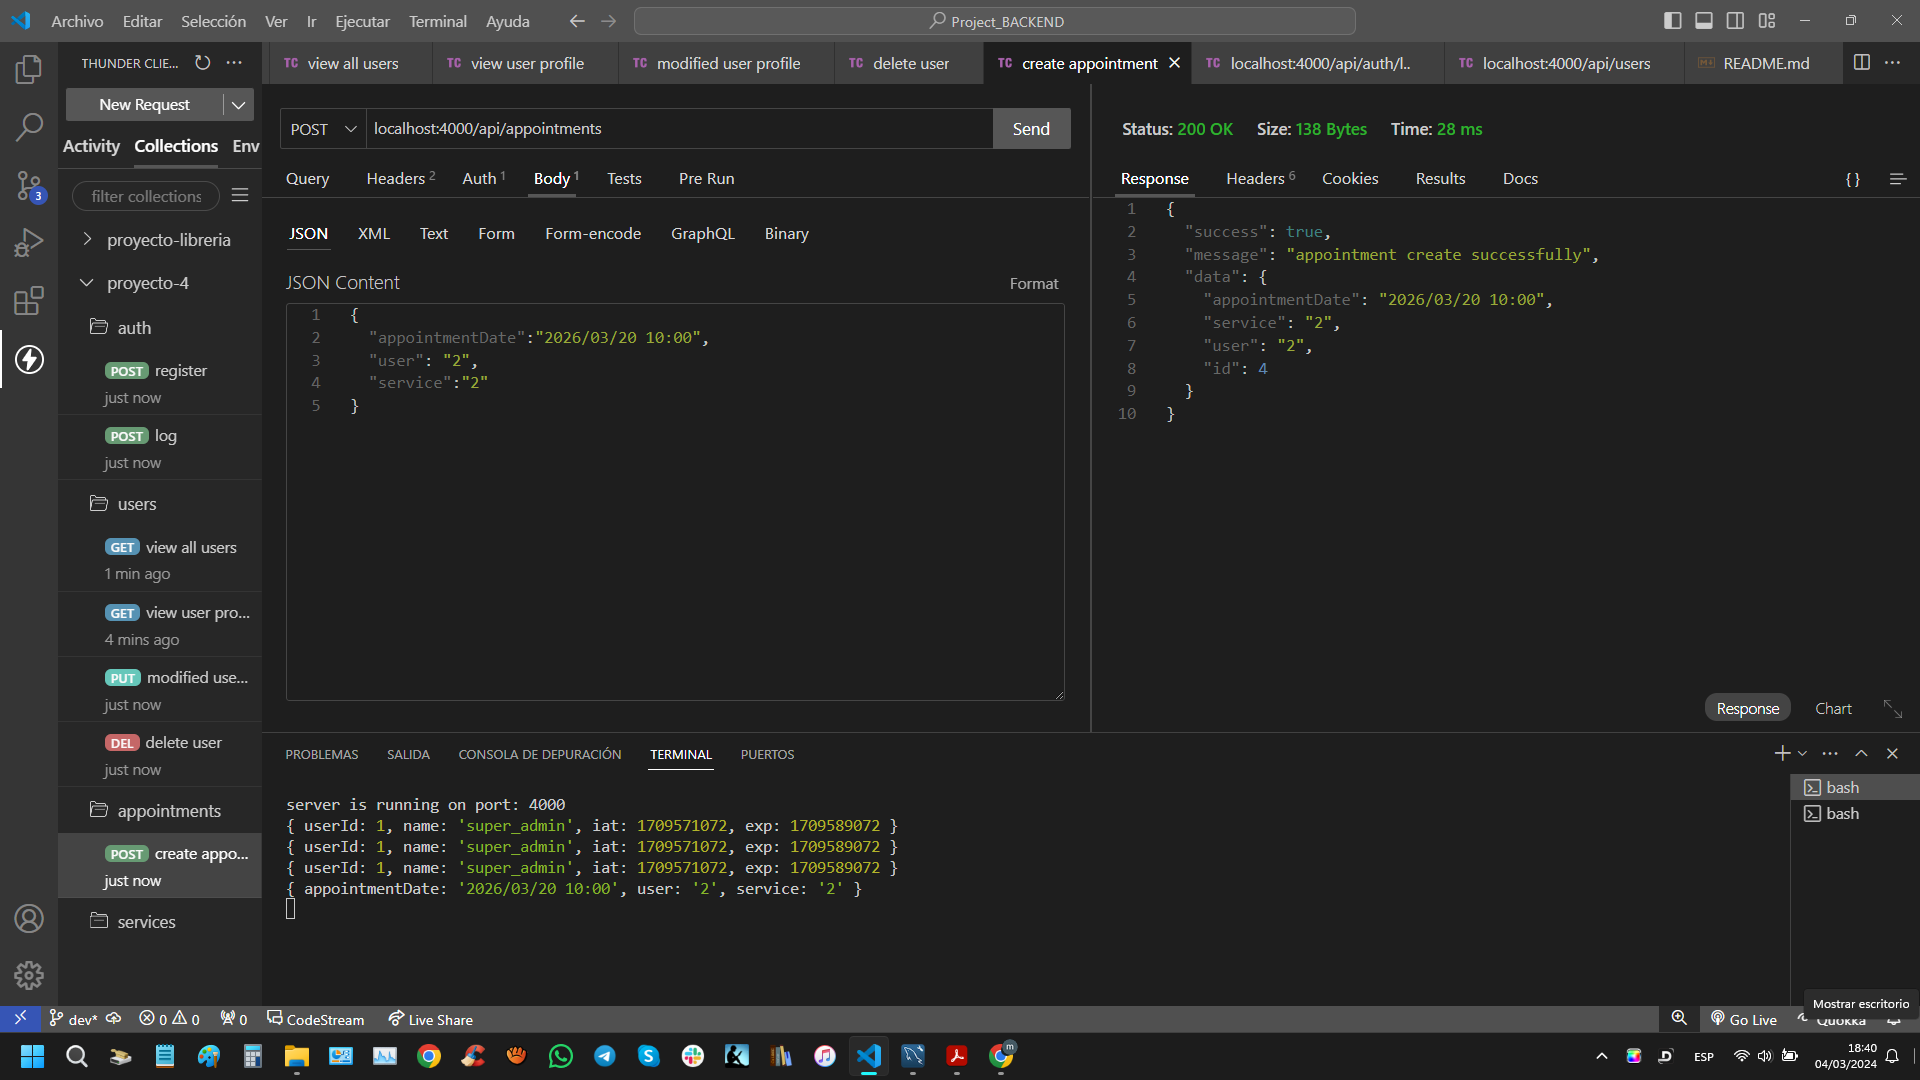 Archivo Editar Selección Ver Ir Ejecutar Terminal Ayuda Project_BACKEND
THUNDER CLIE...
TC view all users TC view user profile TC modified user profile TC delete user TC create appointment TC localhost:4000/api/auth/l.. TC localhost:4000/api/users README.md
New Request
Activity Collections Env
filter collections
3
proyecto-libreria
proyecto-4
auth
POST register
just now
POST log
just now
users
GET view all users
1 min ago
GET view user pro...
4 mins ago
PUT modified use...
just now
DEL delete user
just now
appointments
POST create appo...
just now
services
POST localhost:4000/api/appointments Send
Query Headers 2 Auth 1 Body 1 Tests Pre Run
JSON XML Text Form Form-encode GraphQL Binary
JSON Content Format
1 {
2 "appointmentDate":"2026/03/20 10:00",
3 "user": "2",
4 "service":"2"
5 }
Status: 200 OK Size: 138 Bytes Time: 28 ms
Response Headers 6 Cookies Results Docs { }
1 {
2 "success": true,
3 "message": "appointment create successfully",
4 "data": {
5 "appointmentDate": "2026/03/20 10:00",
6 "service": "2",
7 "user": "2",
8 "id": 4
9 }
10 }
Response Chart
PROBLEMAS SALIDA CONSOLA DE DEPURACIÓN TERMINAL PUERTOS
server is running on port: 4000
{ userId: 1, name: 'super_admin', iat: 1709571072, exp: 1709589072 }
{ userId: 1, name: 'super_admin', iat: 1709571072, exp: 1709589072 }
{ userId: 1, name: 'super_admin', iat: 1709571072, exp: 1709589072 }
{ appointmentDate: '2026/03/20 10:00', user: '2', service: '2' }
bash
bash
Mostrar escritorio
dev* 0 0 0 CodeStream Live Share Go Live Quokka
m
ESP
18:40
04/03/2024